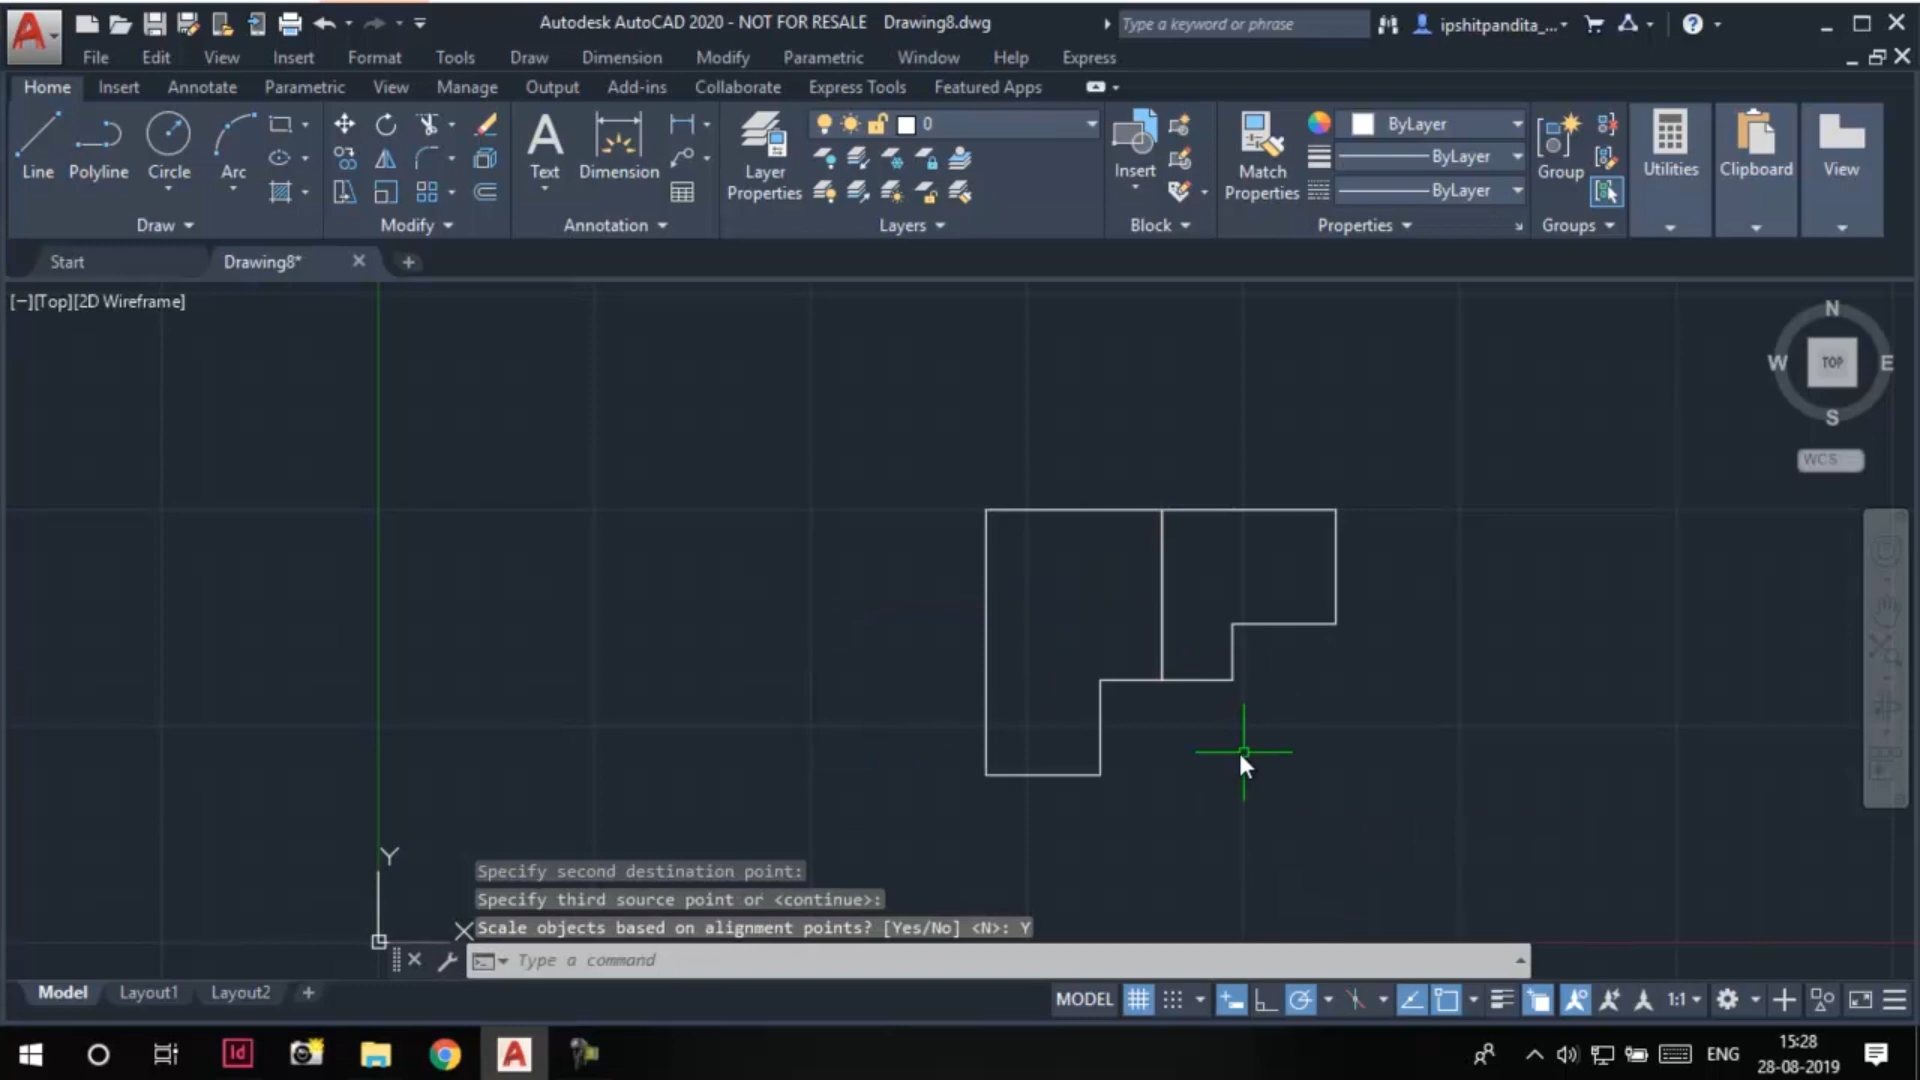 Autodesk AutoCAD 2020 - NOT FOR RESALE Drawing8.dwg
Type a keyword or phrase
ipshitpandita_...
File Edit View Insert Format Tools Draw Dimension Modify Parametric Window Help Express
Home Insert Annotate Parametric View Manage Output Add-ins Collaborate Express Tools Featured Apps
0
ByLayer
ByLayer
ByLayer
Line Polyline Circle Arc
Text Dimension
Layer Properties
Insert
Match Properties
Group
Utilities Clipboard View
Draw Modify Annotation Layers Block Properties Groups
Start Drawing8* +
[−][Top][2D Wireframe]
N
W TOP E
S
WCS
Y
Specify second destination point:
Specify third source point or <continue>:
Scale objects based on alignment points? [Yes/No] <N>: Y
Type a command
Model Layout1 Layout2 +
MODEL 1:1
Id A
ENG
15:28
28-08-2019